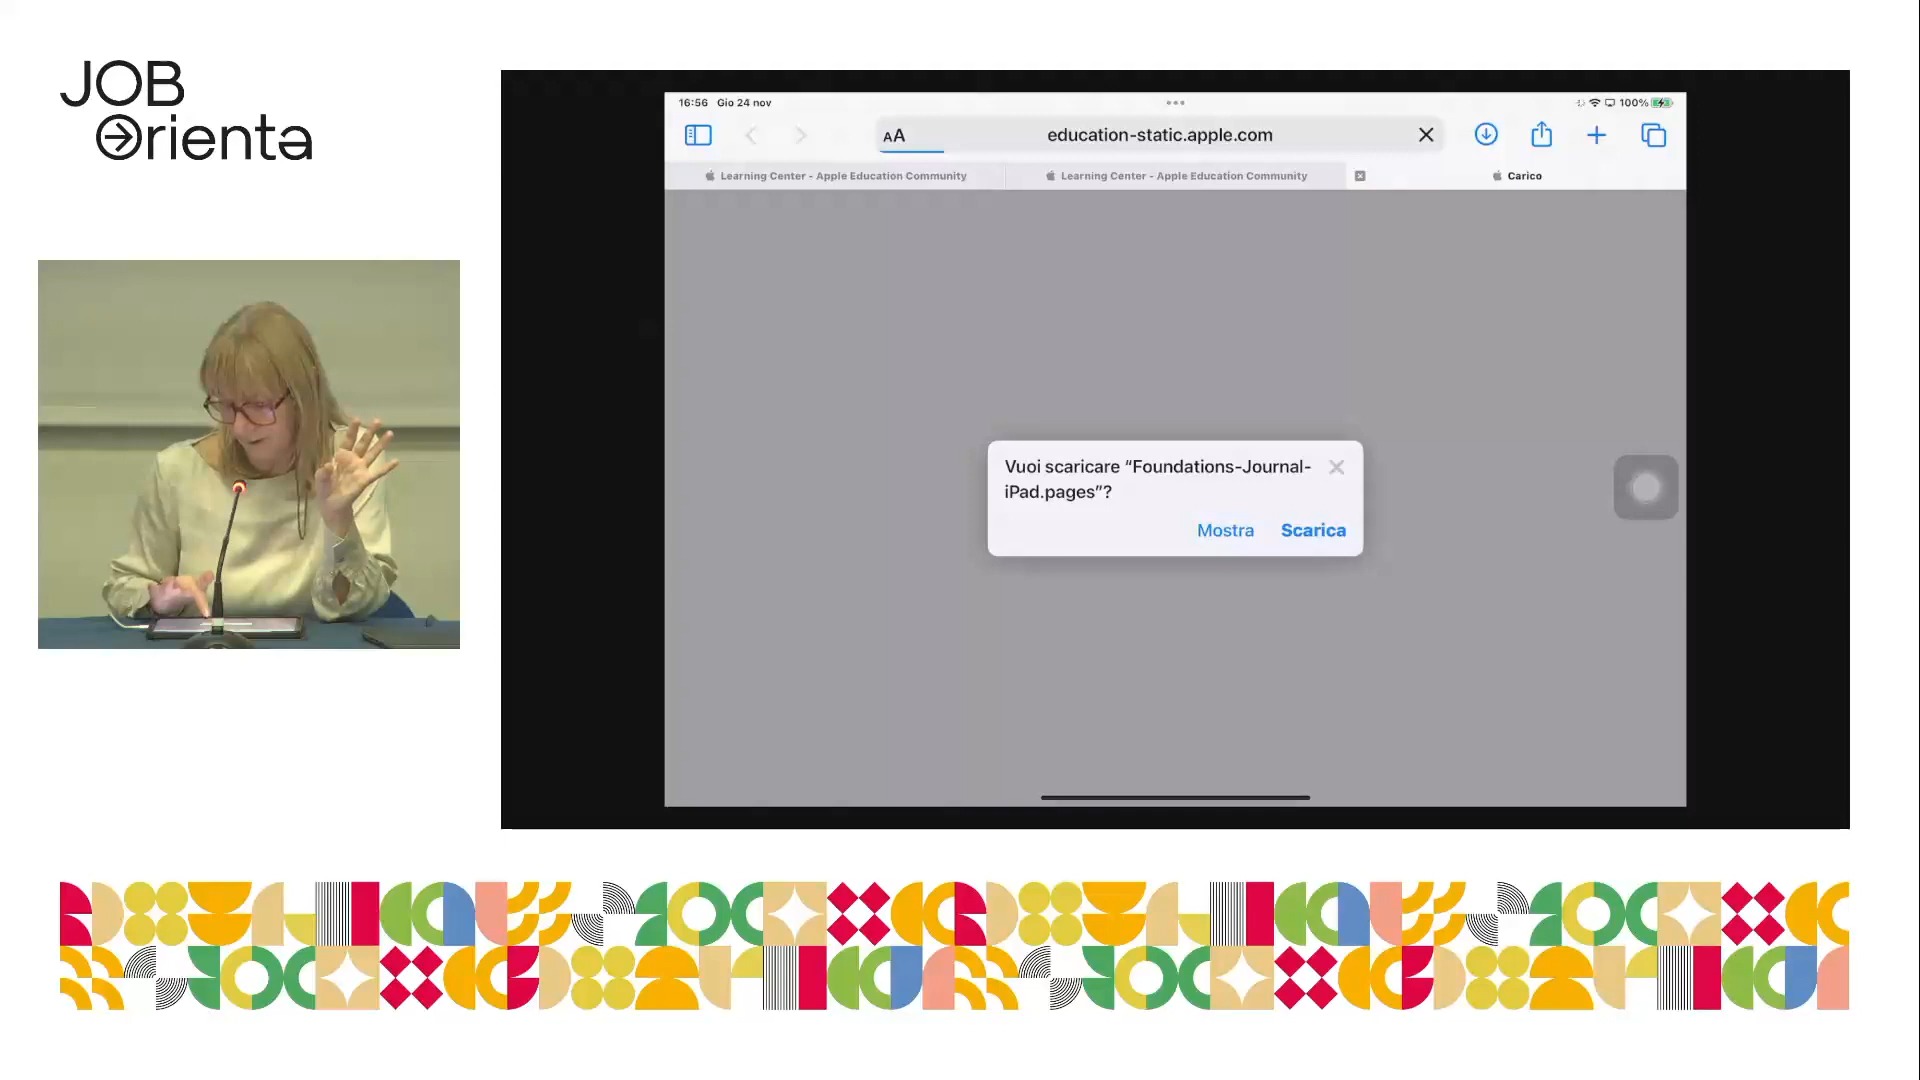 JOB
Orienta
16:56 Gio 24 nov
100%
AA
education-static.apple.com
Learning Center - Apple Education Community
Learning Center - Apple Education Community
Carico
Vuoi scaricare “Foundations-Journal-
iPad.pages”?
Mostra
Scarica